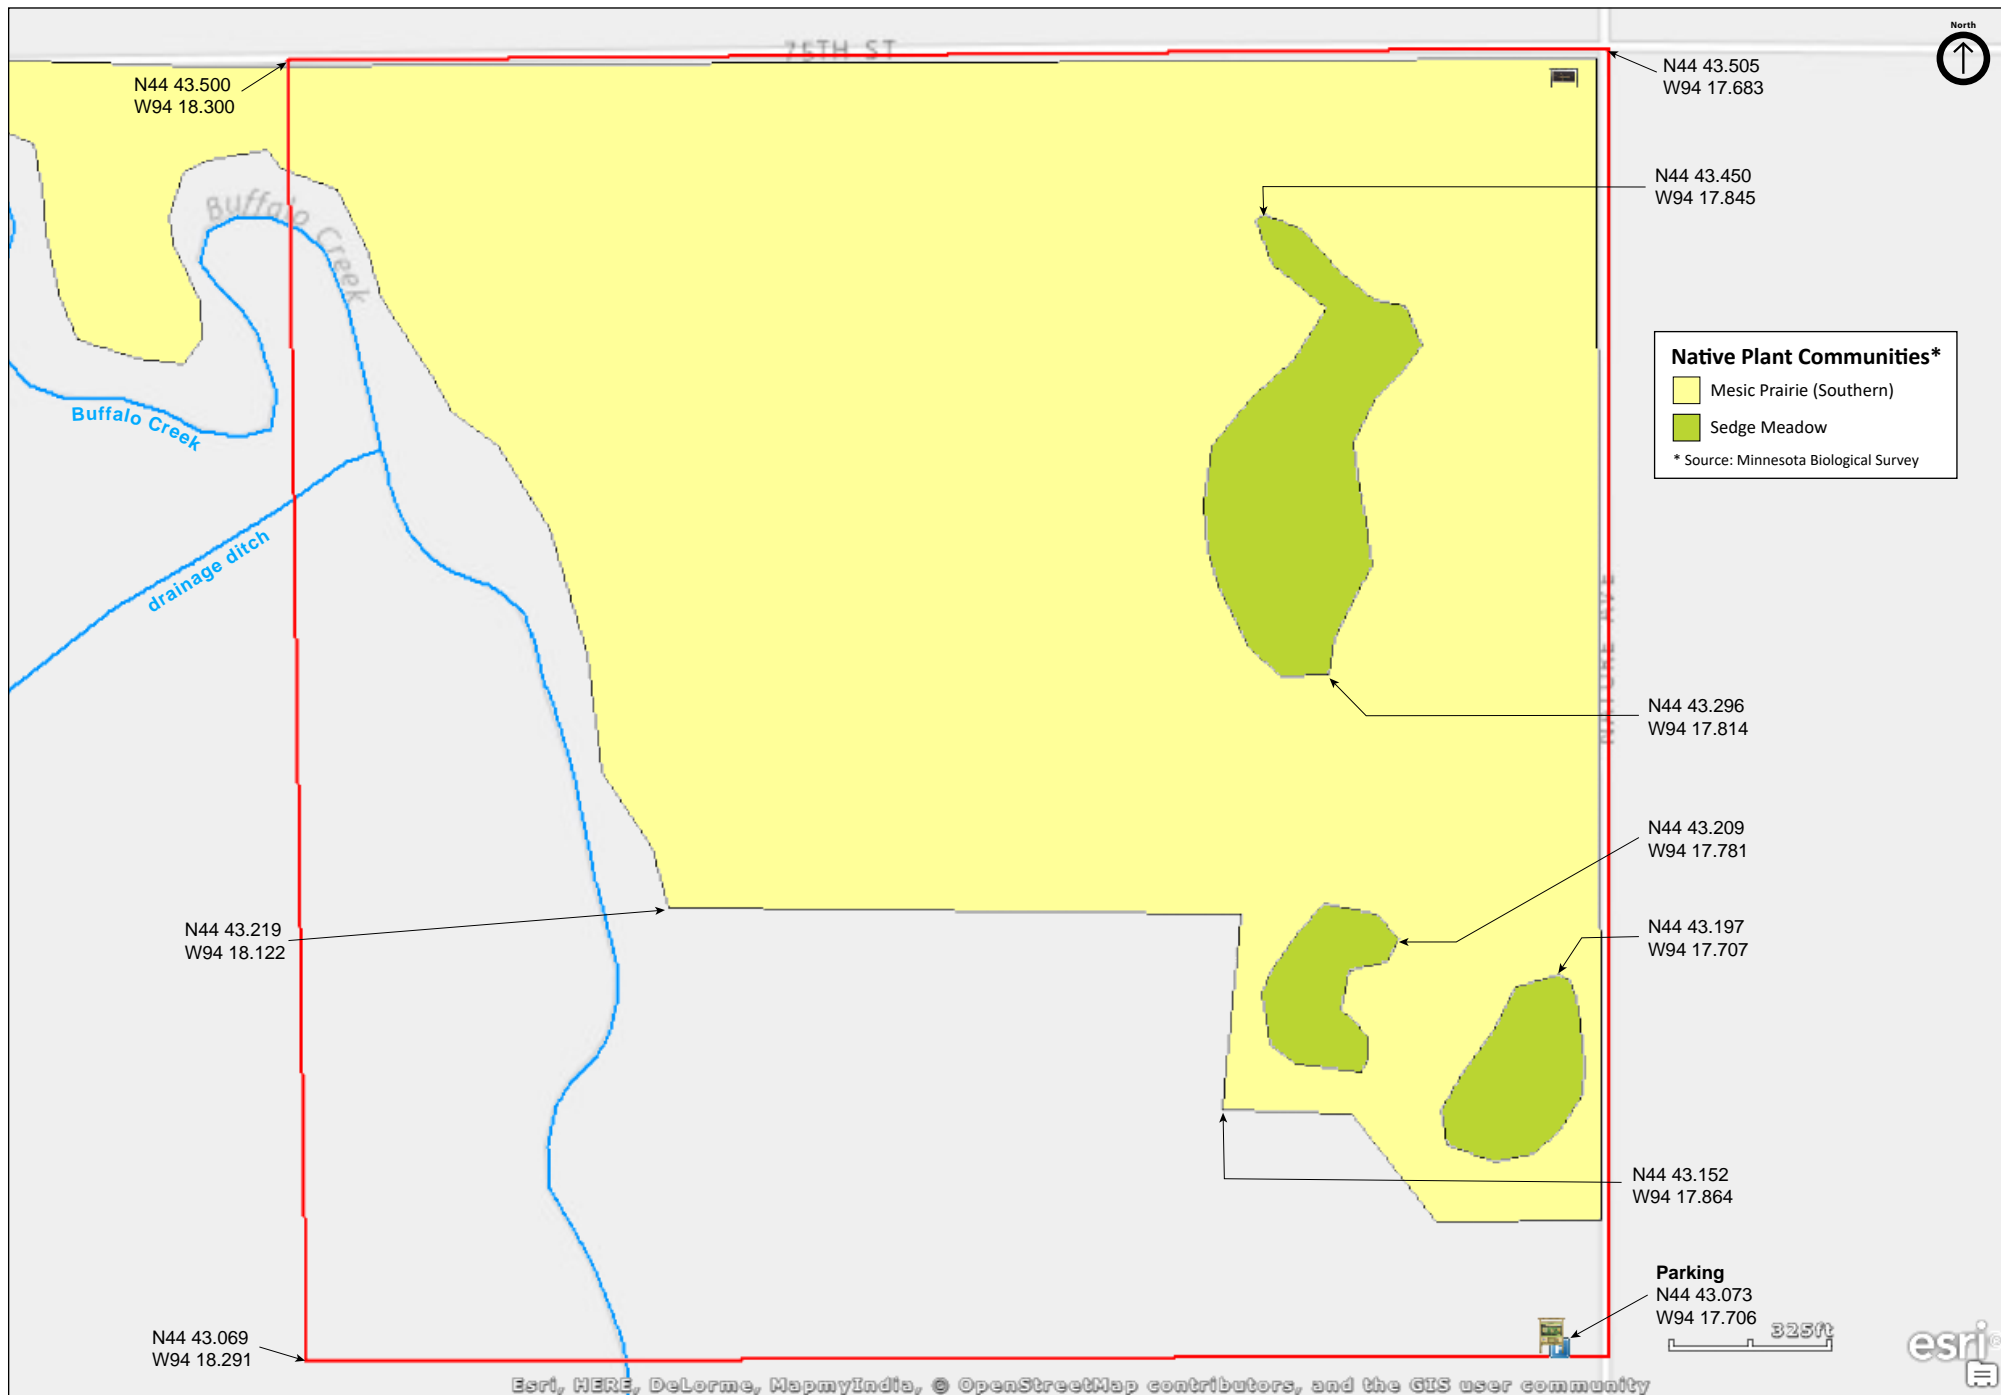 75TH ST
North
N44 43.500
W94 18.300
N44 43.505
W94 17.683
N44 43.450
W94 17.845
Buffalo Creek
Native Plant Communities*
Mesic Prairie (Southern)
Sedge Meadow
* Source: Minnesota Biological Survey
Buffalo Creek
drainage ditch
NATURE AVE
N44 43.296
W94 17.814
N44 43.209
W94 17.781
N44 43.219
W94 18.122
N44 43.197
W94 17.707
N44 43.152
W94 17.864
Parking
N44 43.073
W94 17.706
N44 43.069
W94 18.291
325ft
esri
Esri, HERE, DeLorme, MapmyIndia, © OpenStreetMap contributors, and the GIS user community